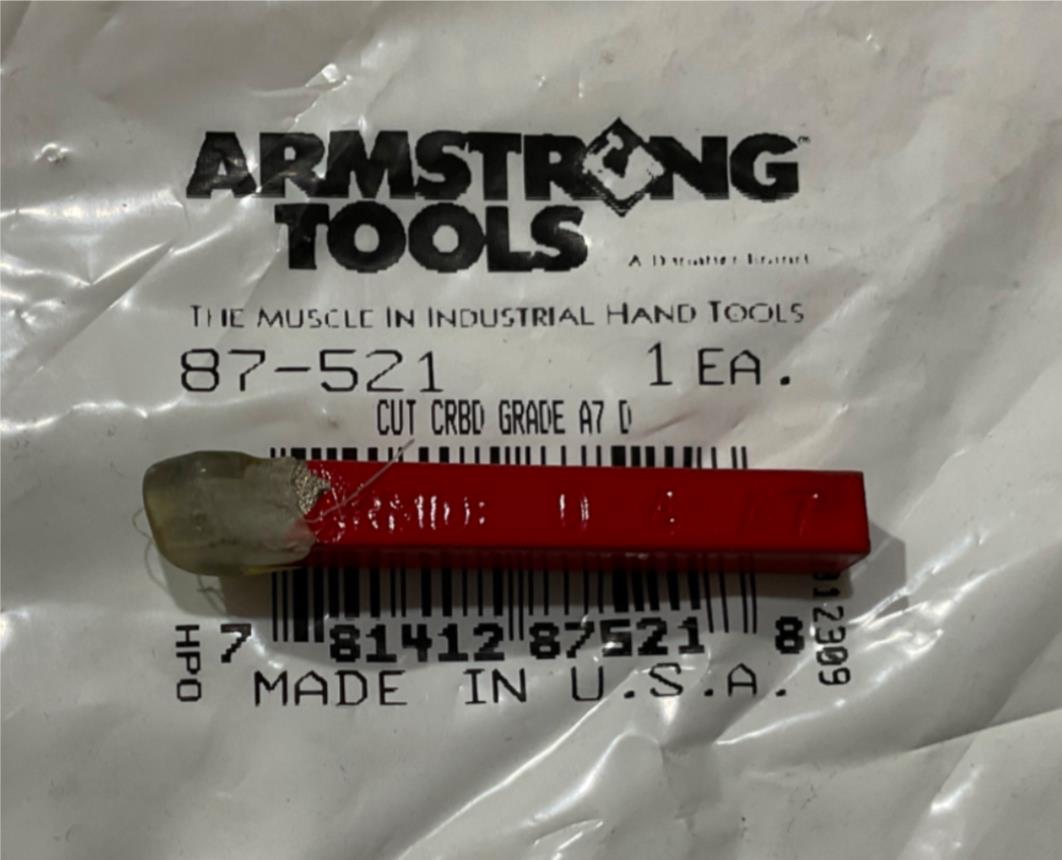 ARMSTRONG
TOOLS
THE MUSCLE IN INDUSTRIAL HAND TOOLS
87-521 1 EA.
CUT CRBD GRADE A7 D
HPO
7 81412 87521 8
312309
MADE IN U.S.A.